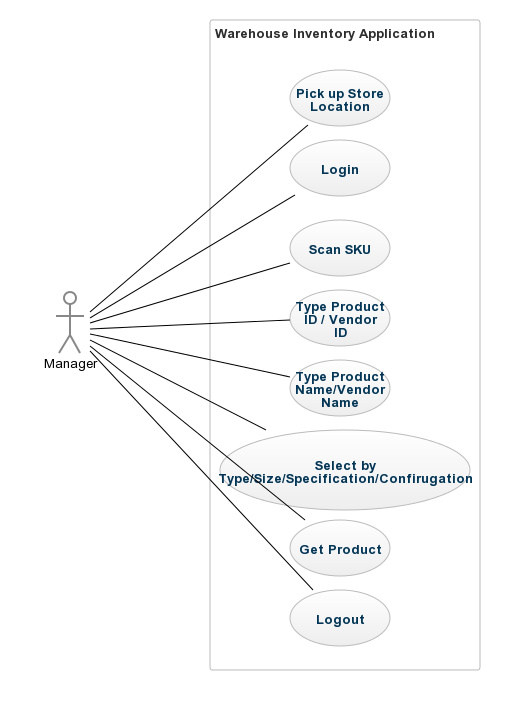 Warehouse Inventory Application
Pick up Store
Location
Login
Scan SKU
Type Product
ID / Vendor
ID
Manager
Type Product
Name/Vendor
Name
Select by
Type/Size/Specification/Confirugation
Get Product
Logout